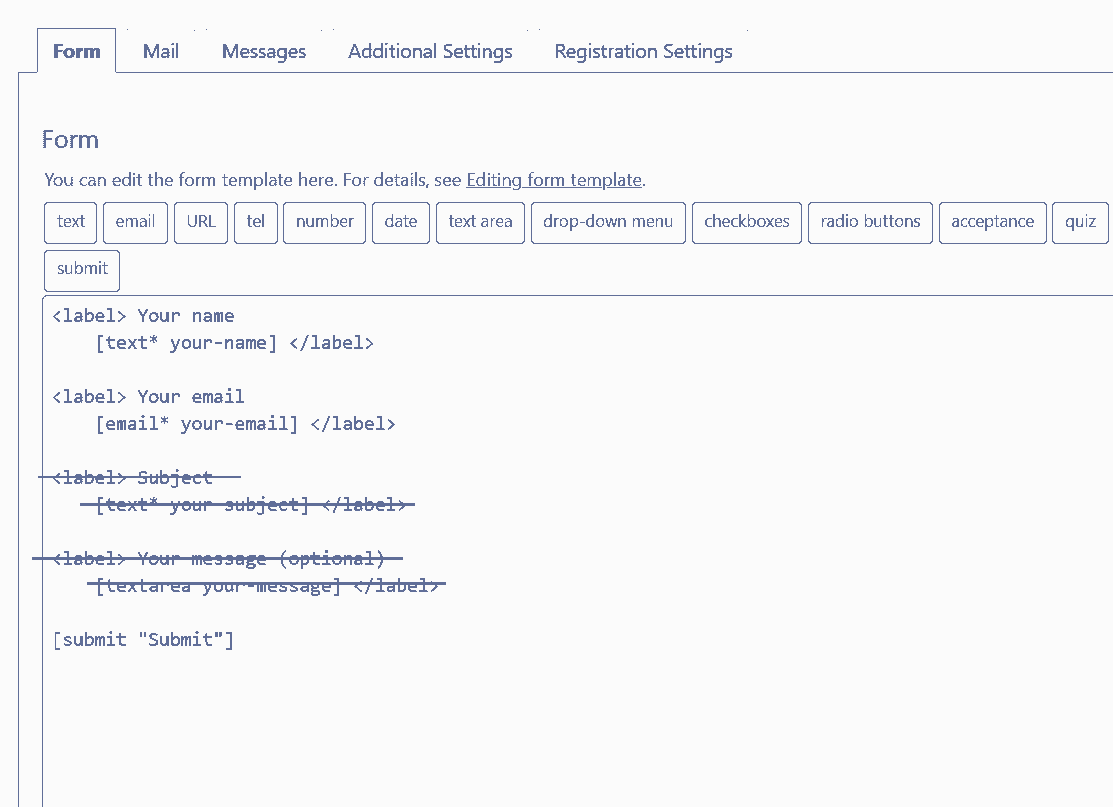 Form Mail Messages Additional Settings Registration Settings
Form
You can edit the form template here. For details, see Editing form template.
text email URL tel number date text area drop-down menu checkboxes radio buttons acceptance quiz
submit
<label> Your name
    [text* your-name] </label>
<label> Your email
    [email* your-email] </label>
<label> Subject
    [text* your-subject] </label>
<label> Your message (optional)
    [textarea your-message] </label>
[submit "Submit"]